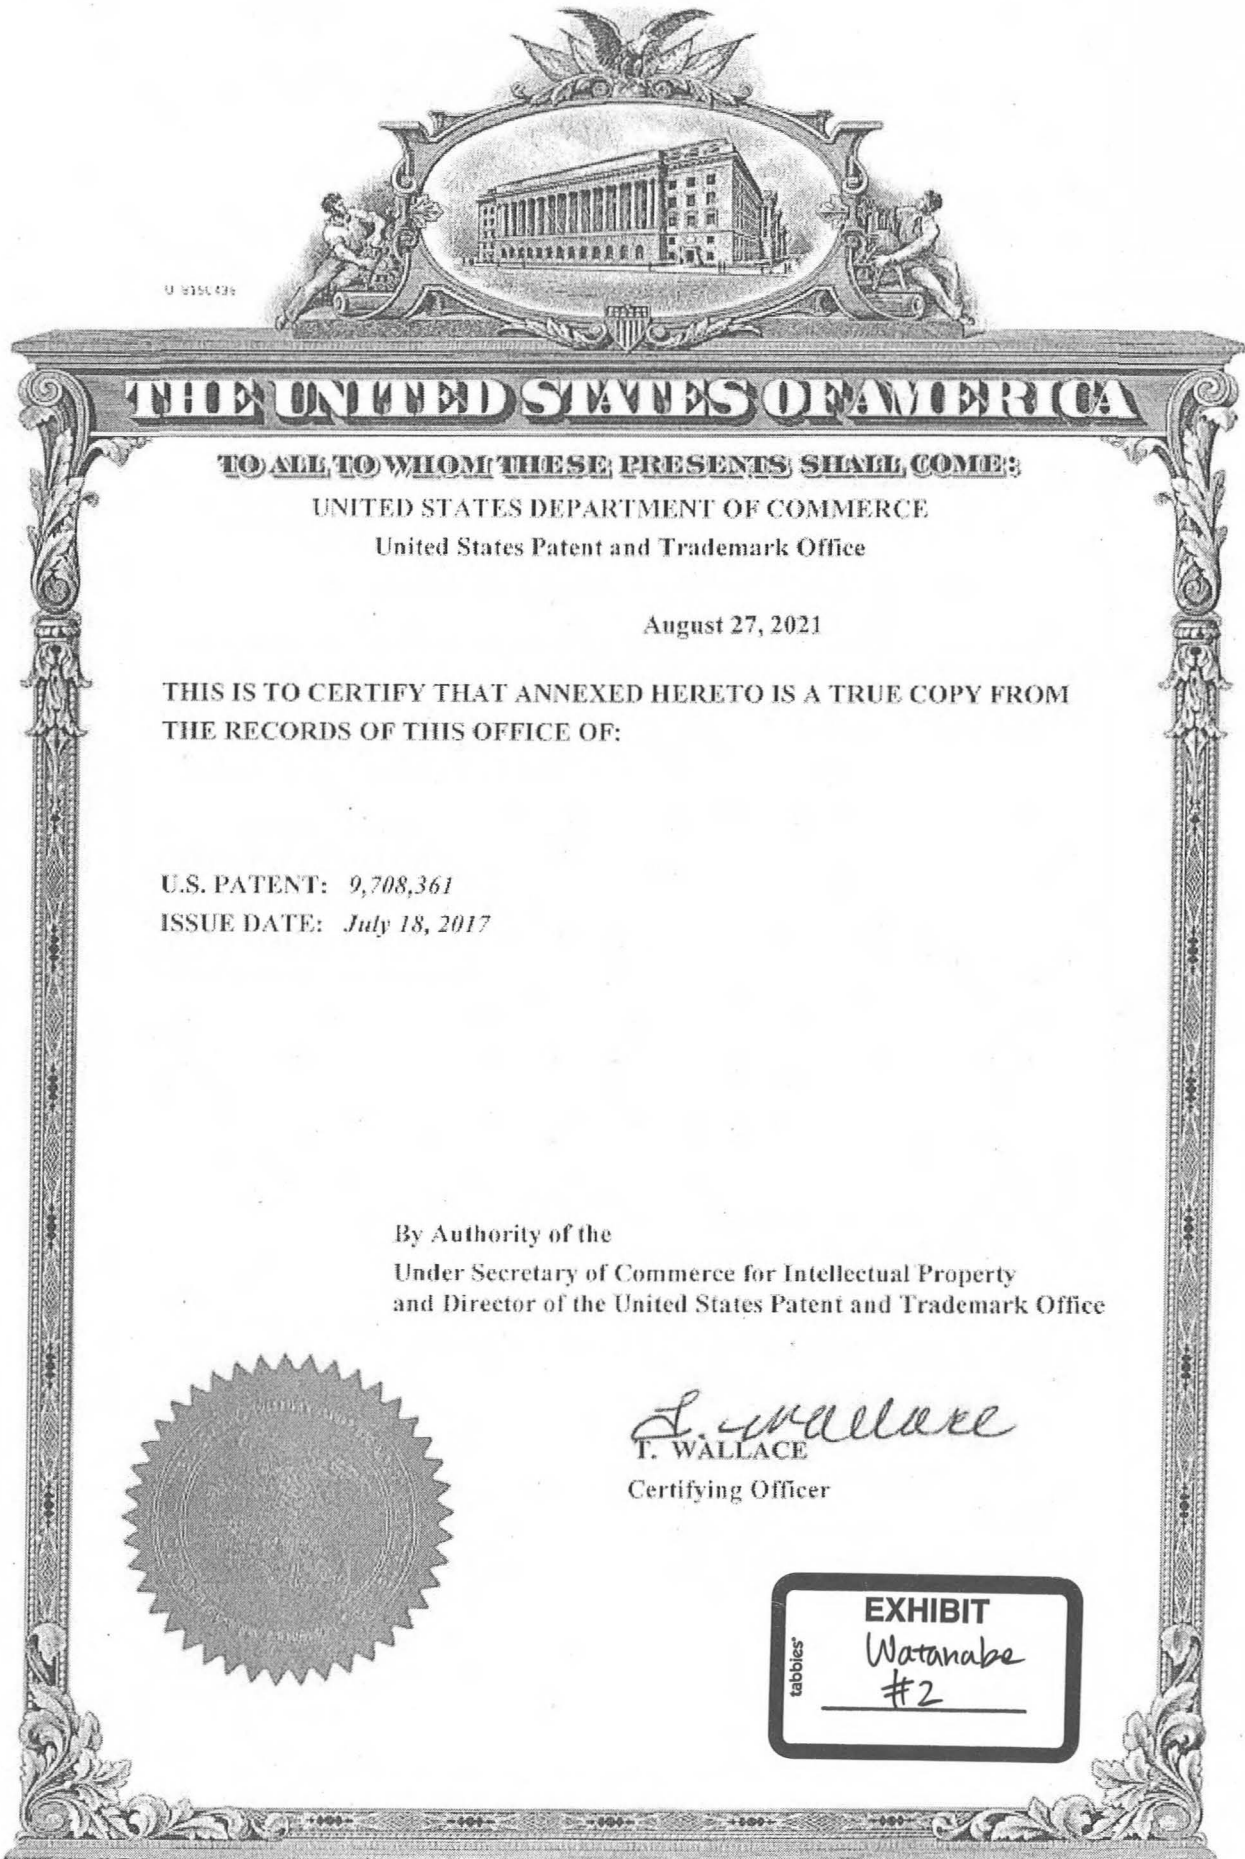 THE UNITED STATES OF AMERICA
TO ALL TO WHOM THESE PRESENTS SHALL COME:
UNITED STATES DEPARTMENT OF COMMERCE
United States Patent and Trademark Office
August 27, 2021
THIS IS TO CERTIFY THAT ANNEXED HERETO IS A TRUE COPY FROM
THE RECORDS OF THIS OFFICE OF:
U.S. PATENT: 9,708,361
ISSUE DATE: July 18, 2017
By Authority of the
Under Secretary of Commerce for Intellectual Property
and Director of the United States Patent and Trademark Office
T. Wallace
T. WALLACE
Certifying Officer
EXHIBIT
tabbies®
Watanabe
#2